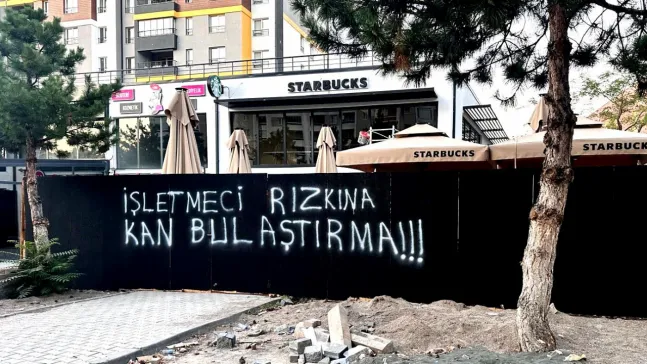 STARBUCKS
STARBUCKS
STARBUCKS
İŞLETMECİ RIZKINA
KAN BULAŞTIRMA!!!